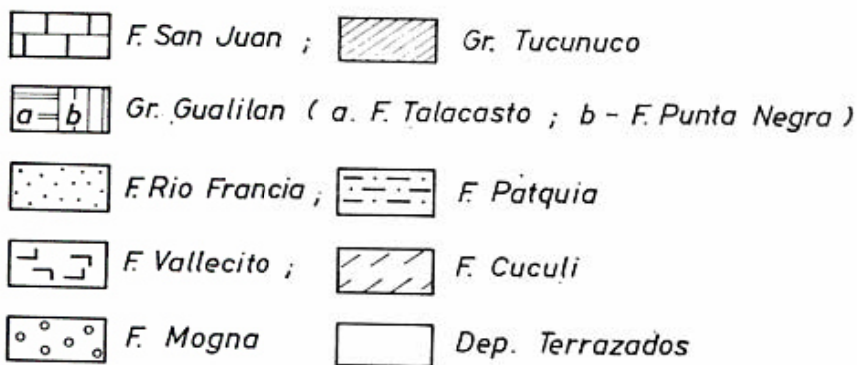 F. San Juan ; Gr. Tucunuco
a b Gr. Gualilan ( a. F. Talacasto ; b - F. Punta Negra )
F. Rio Francia ; F. Patquia
F. Vallecito ; F. Cuculi
F. Mogna Dep. Terrazados